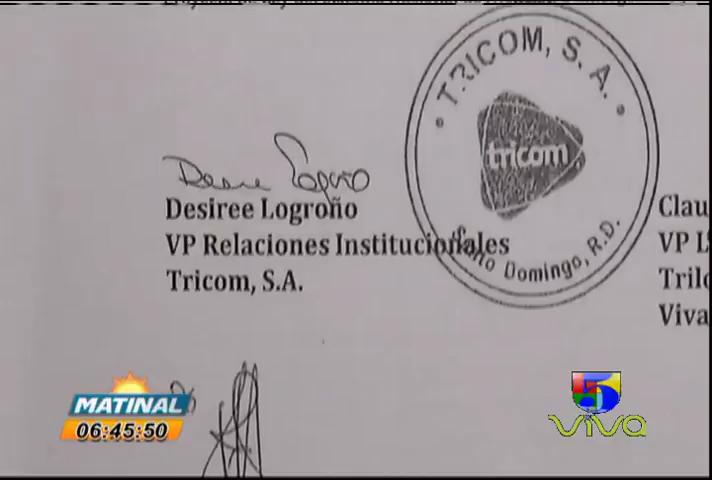 TRICOM, S. A.
tricom
Santo Domingo, R.D.
Desiree Logroño
VP Relaciones Institucionales
Tricom, S.A.
Clau
VP L
Trilo
Viva
MATINAL
06:45:50
5
VIVA